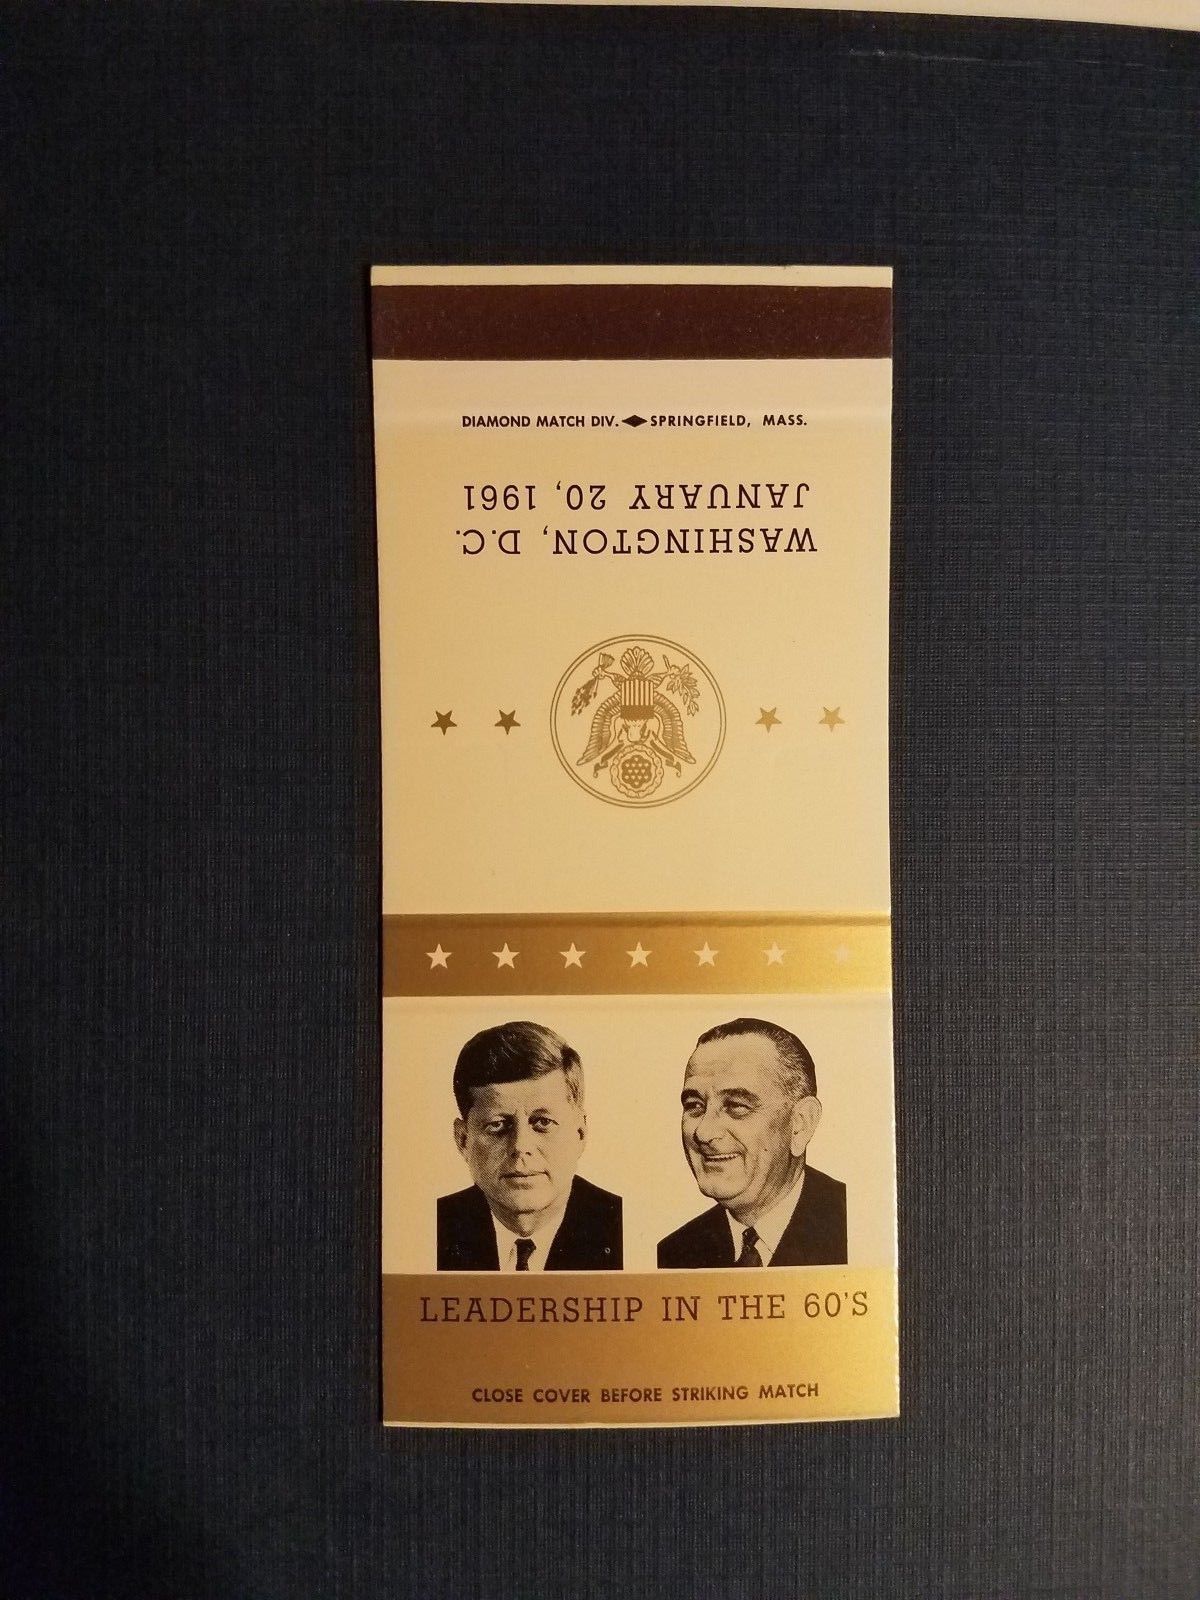 DIAMOND MATCH DIV. SPRINGFIELD, MASS.
WASHINGTON, D.C.
JANUARY 20, 1961
LEADERSHIP IN THE 60'S
CLOSE COVER BEFORE STRIKING MATCH